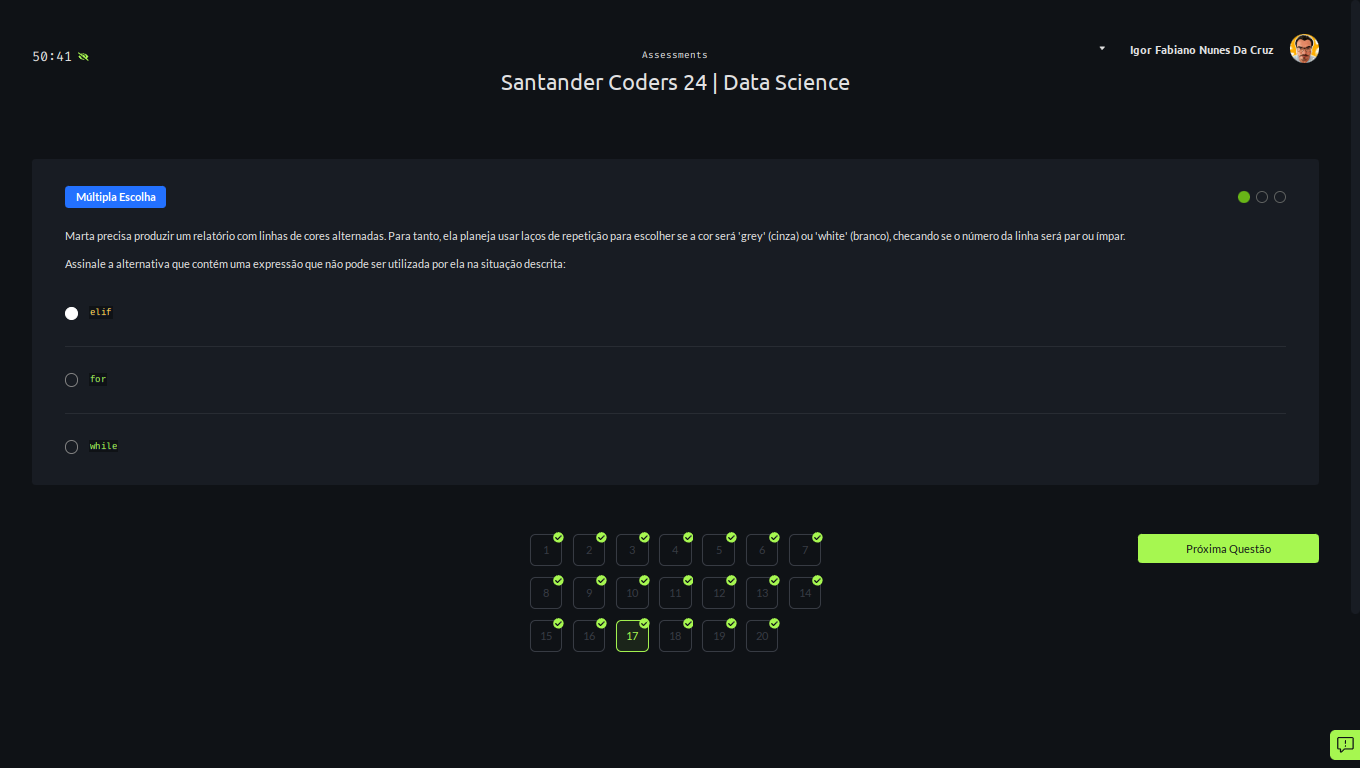 50:41
Assessments
Igor Fabiano Nunes Da Cruz
Santander Coders 24 | Data Science
Múltipla Escolha
Marta precisa produzir um relatório com linhas de cores alternadas. Para tanto, ela planeja usar laços de repetição para escolher se a cor será 'grey' (cinza) ou 'white' (branco), checando se o número da linha será par ou ímpar.
Assinale a alternativa que contém uma expressão que não pode ser utilizada por ela na situação descrita:
elif
for
while
1 2 3 4 5 6 7
Próxima Questão
8 9 10 11 12 13 14
15 16 17 18 19 20